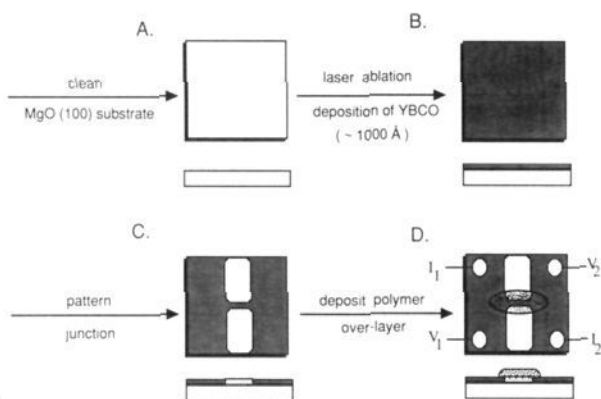 A.
B.
clean
MgO (100) substrate
laser ablation
deposition of YBCO
( ~ 1000 Å )
C.
D.
pattern
junction
deposit polymer
over-layer
I1
V2
V1
I2